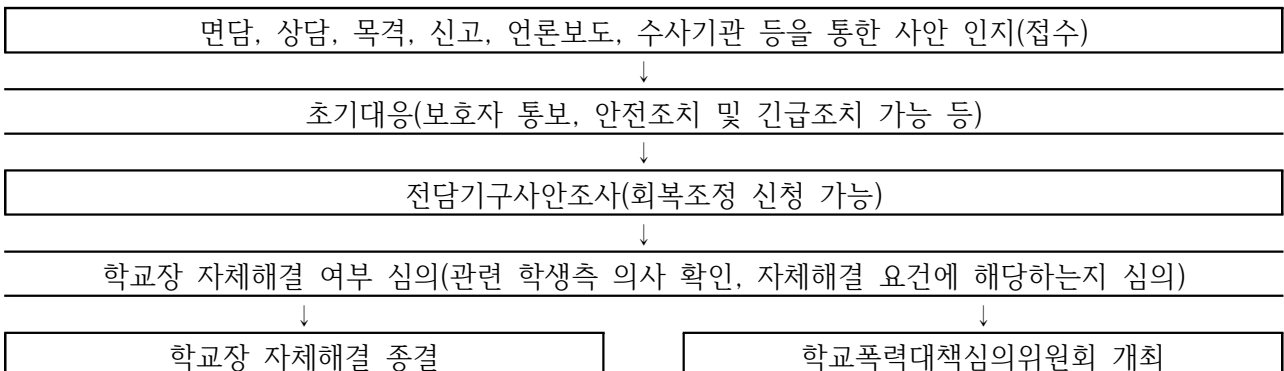 면담, 상담, 목격, 신고, 언론보도, 수사기관 등을 통한 사안 인지(접수)
↓
초기대응(보호자 통보, 안전조치 및 긴급조치 가능 등)
↓
전담기구사안조사(회복조정 신청 가능)
↓
학교장 자체해결 여부 심의(관련 학생측 의사 확인, 자체해결 요건에 해당하는지 심의)
↓ ↓
학교장 자체해결 종결 학교폭력대책심의위원회 개최